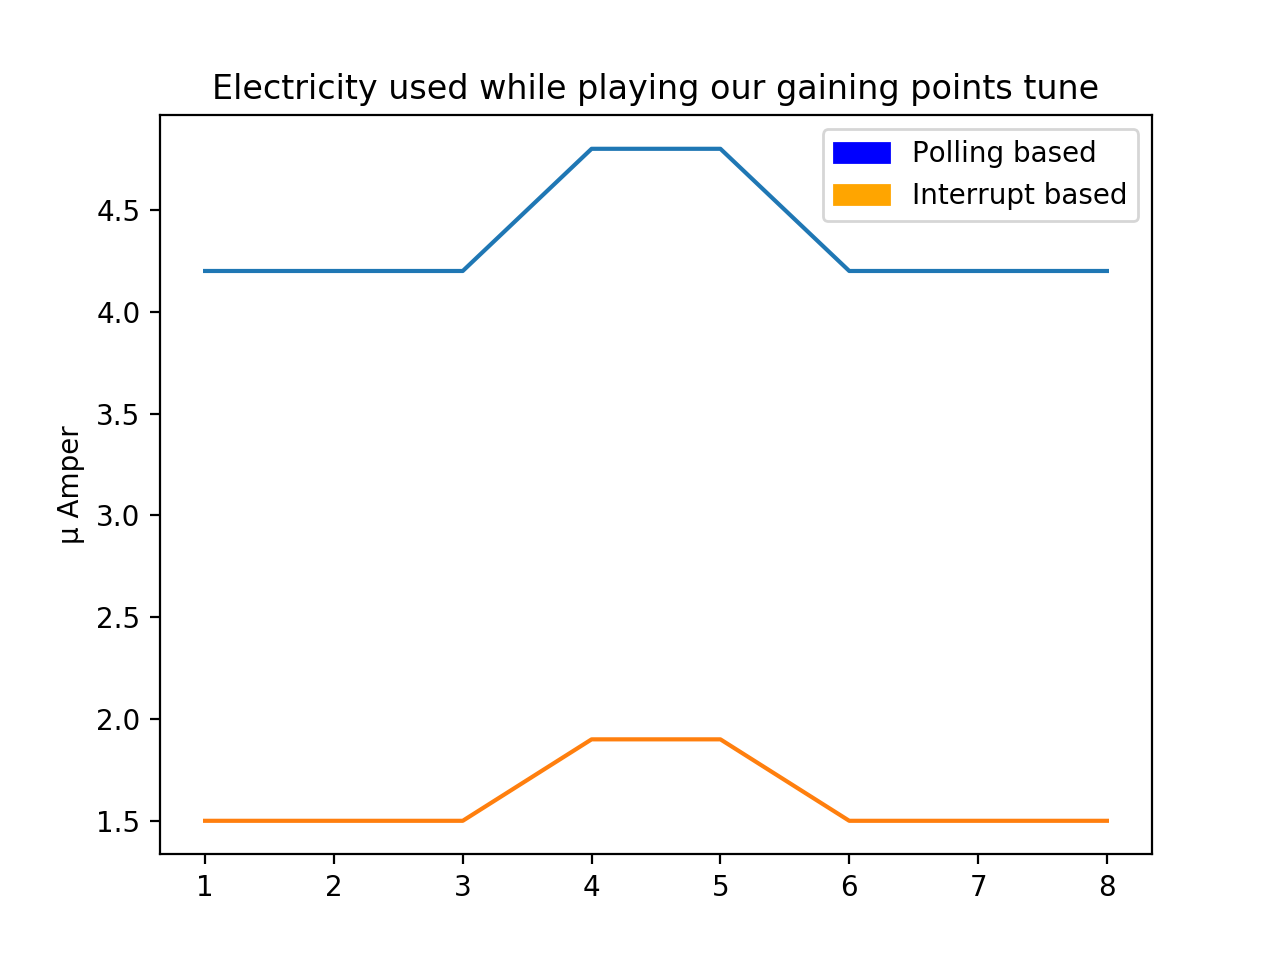 Electricity used while playing our gaining points tune
Polling based
Interrupt based
μ Amper
4.5
4.0
3.5
3.0
2.5
2.0
1.5
1 2 3 4 5 6 7 8